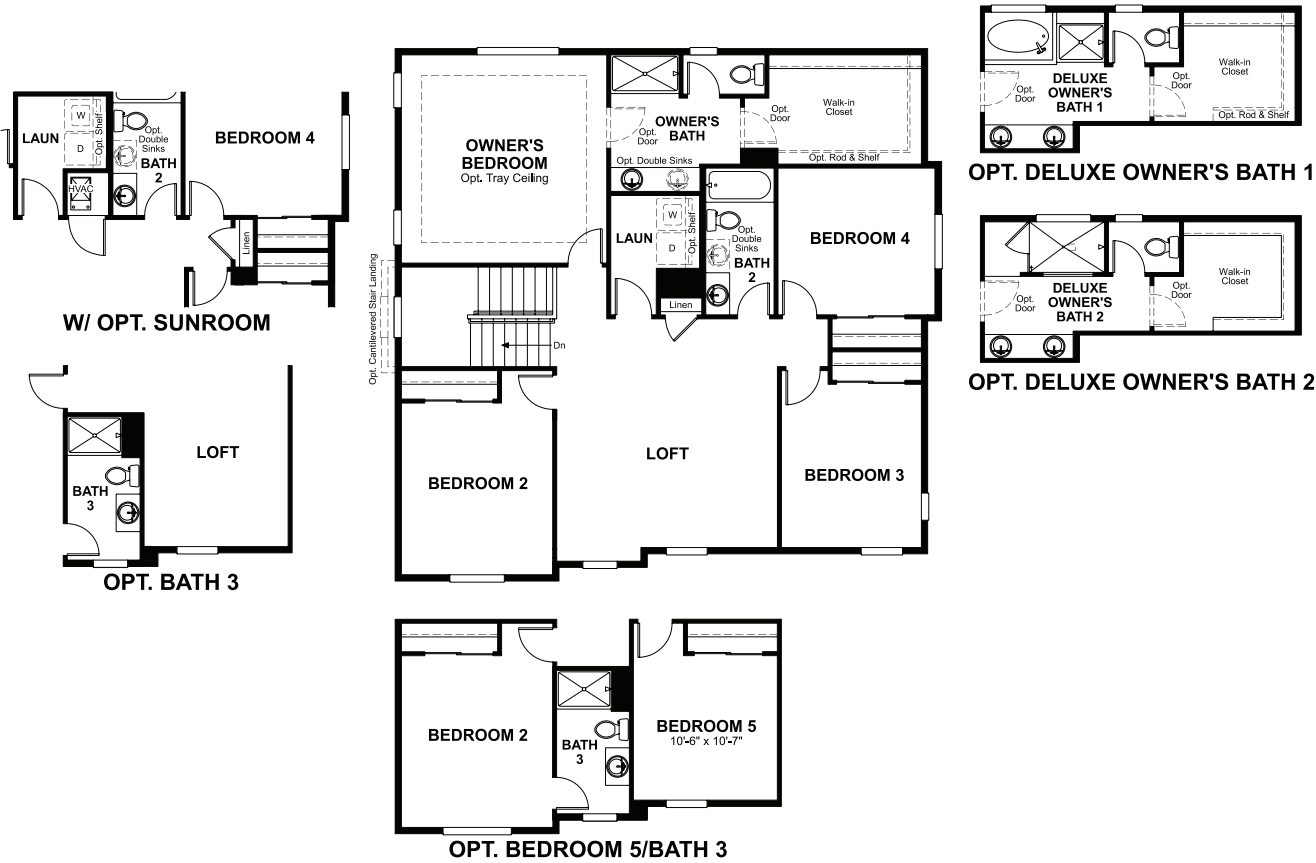 LAUN
W
D
Opt. Shelf
HVAC
Opt.
Double
Sinks
BATH
2
BEDROOM 4
Linen
W/ OPT. SUNROOM
LOFT
BATH
3
OPT. BATH 3
OWNER'S
BEDROOM
Opt. Tray Ceiling
Opt.
Door
OWNER'S
BATH
Opt. Double Sinks
Opt.
Door
Walk-in
Closet
Opt. Rod & Shelf
LAUN
W
D
Opt. Shelf
Opt.
Double
Sinks
BATH
2
Linen
BEDROOM 4
Opt. Cantilevered Stair Landing
Dn
BEDROOM 2
LOFT
BEDROOM 3
BEDROOM 2
BATH
3
BEDROOM 5
10'-6" x 10'-7"
OPT. BEDROOM 5/BATH 3
Opt.
Door
DELUXE
OWNER'S
BATH 1
Opt.
Door
Walk-in
Closet
Opt. Rod & Shelf
OPT. DELUXE OWNER'S BATH 1
Opt.
Door
DELUXE
OWNER'S
BATH 2
Opt.
Door
Walk-in
Closet
OPT. DELUXE OWNER'S BATH 2